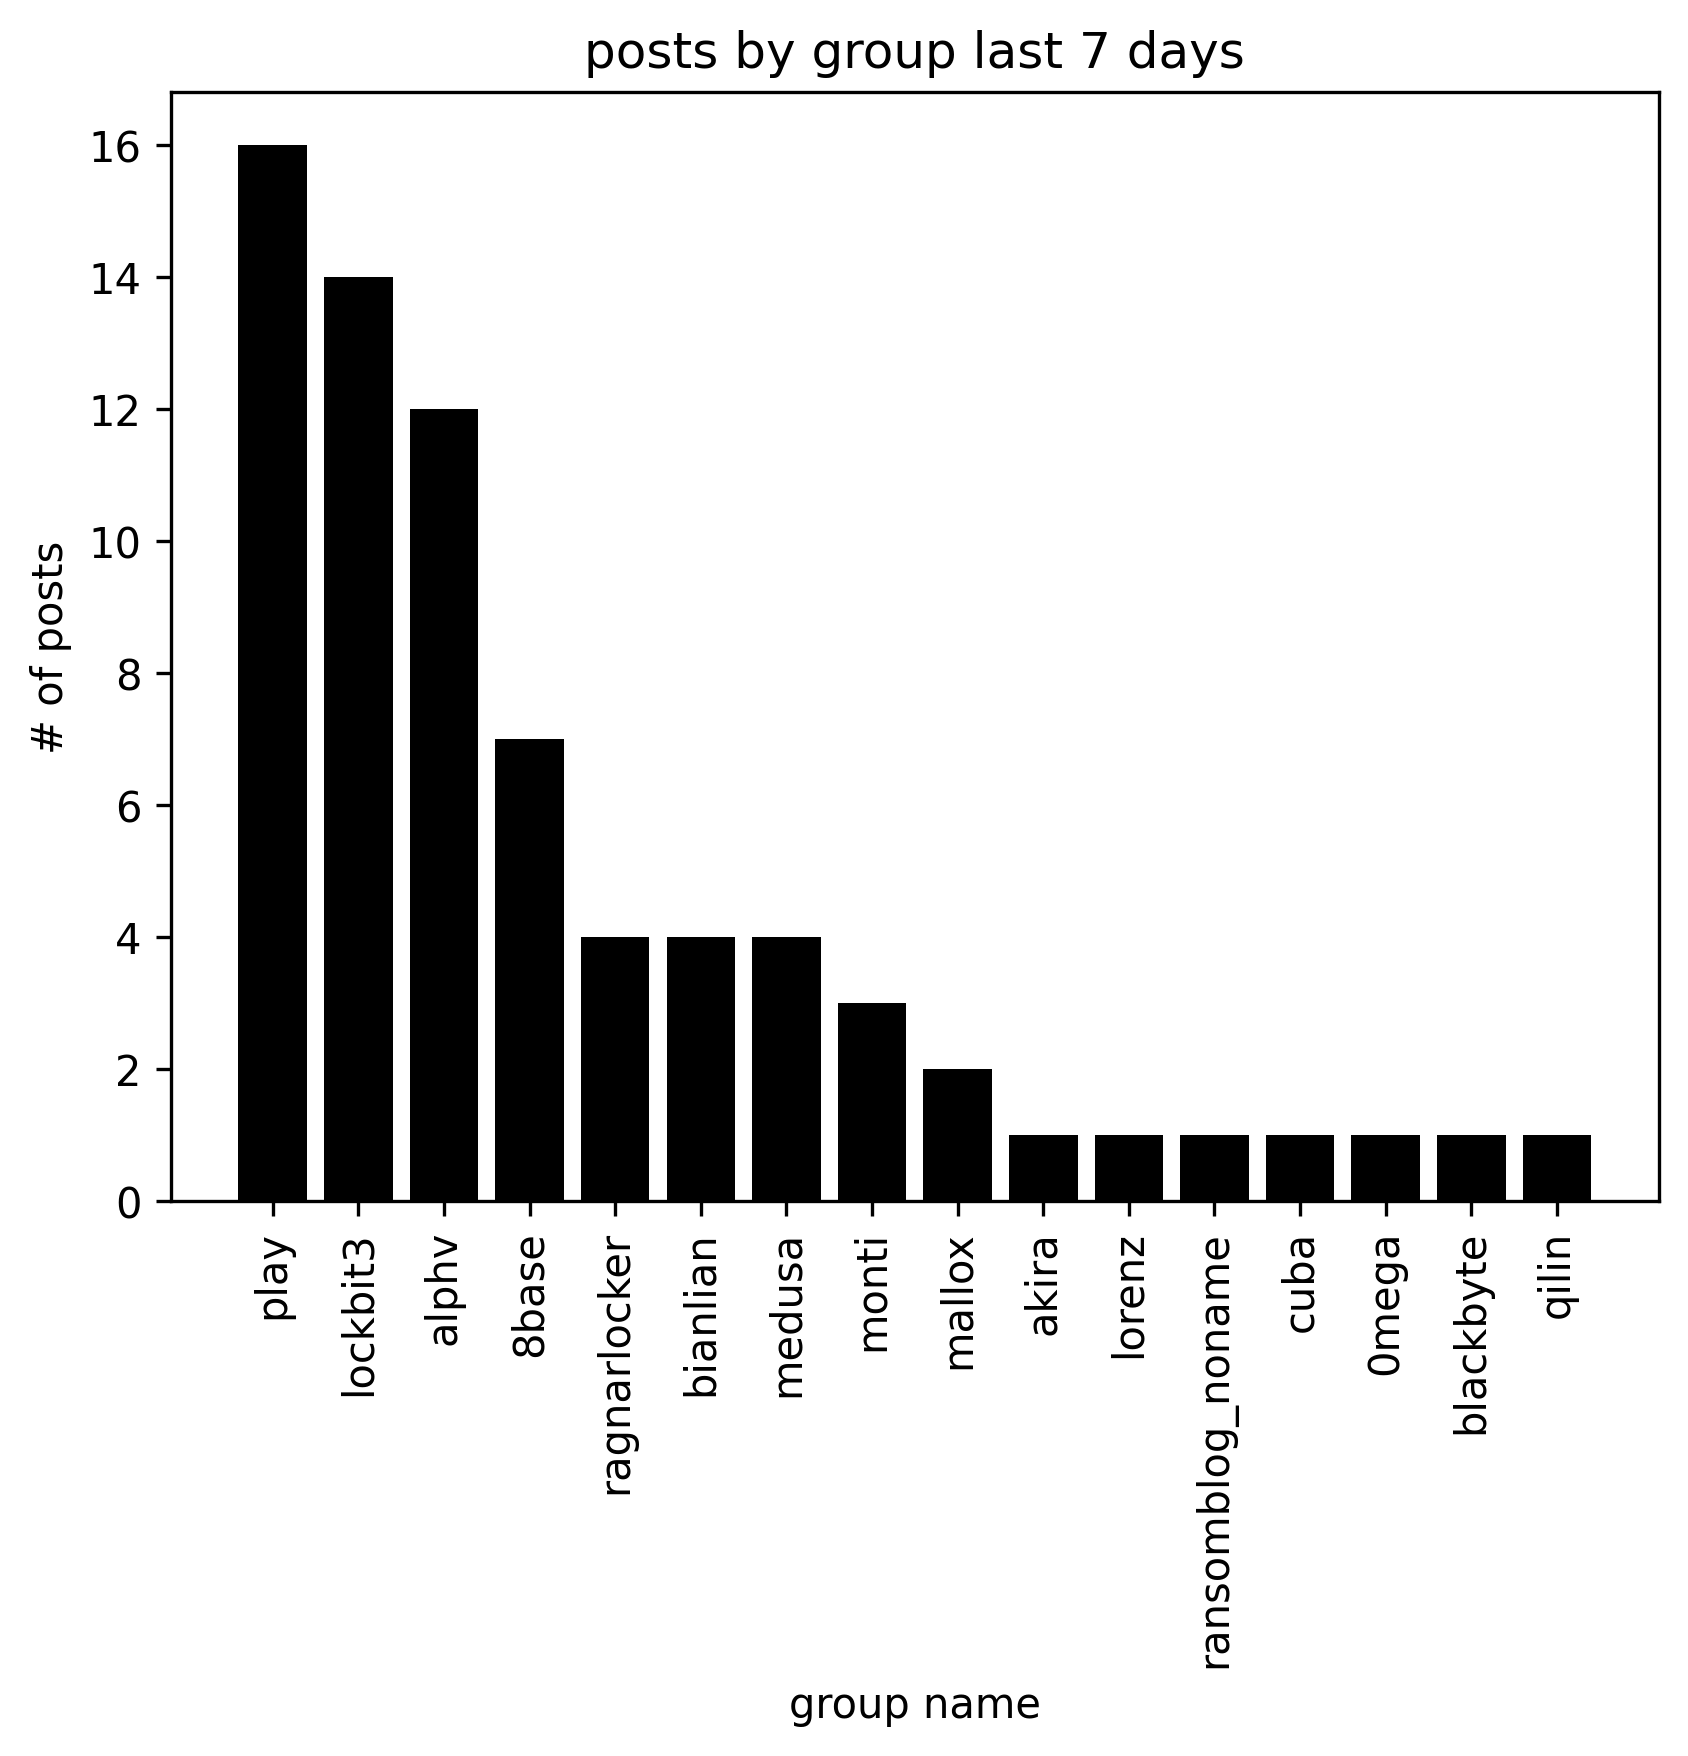 posts by group last 7 days
# of posts
16
14
12
10
8
6
4
2
0
play
lockbit3
alphv
8base
ragnarlocker
bianlian
medusa
monti
mallox
akira
lorenz
ransomblog_noname
cuba
0mega
blackbyte
qilin
group name